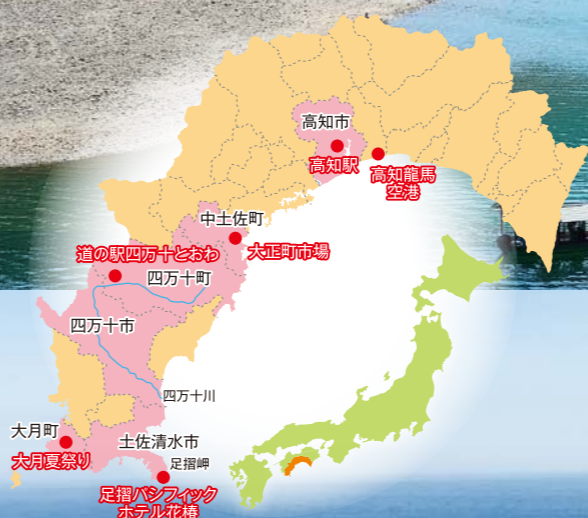 高知市
高知駅
高知龍馬
空港
中土佐町
大正町市場
道の駅四万十とおわ
四万十町
四万十市
四万十川
大月町
大月夏祭り
土佐清水市
足摺岬
足摺パシフィック
ホテル花椿